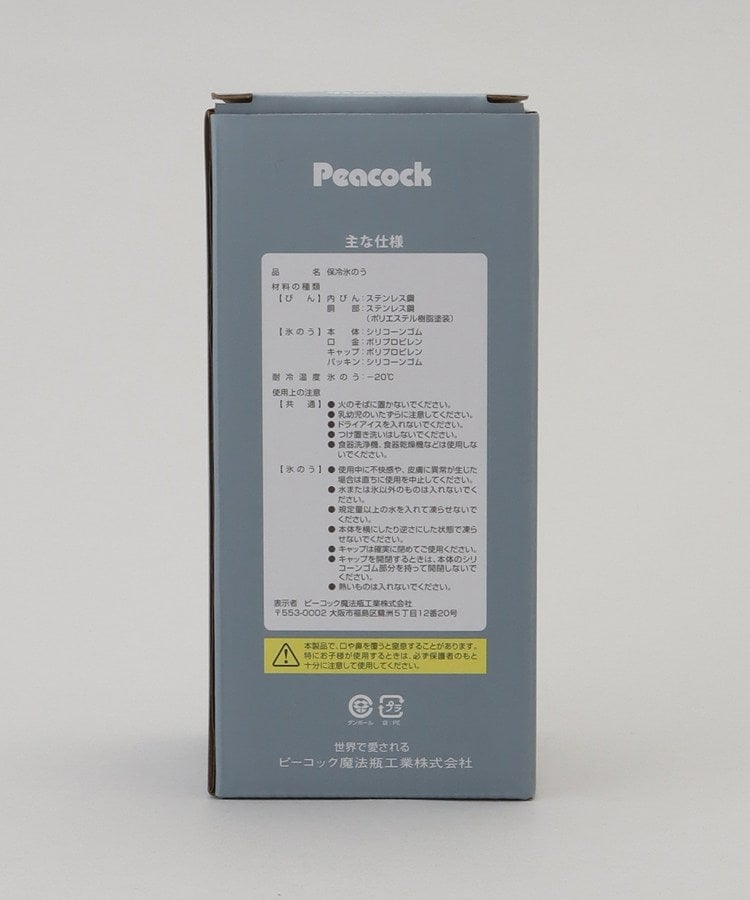 Peacock
主な仕様
品 名 保冷氷のう
材料の種類
【び ん】 内びん：ステンレス鋼
胴 部：ステンレス鋼
（ポリエステル樹脂塗装）
【氷のう】 本 体：シリコーンゴム
口 金：ポリプロピレン
キャップ：ポリプロピレン
パッキン：シリコーンゴム
耐冷温度 氷のう：−20℃
使用上の注意
【共 通】 ● 火のそばに置かないでください。
● 乳幼児のいたずらに注意してください。
● ドライアイスを入れないでください。
● つけ置き洗いはしないでください。
● 食器洗浄機、食器乾燥機などは使用しな
いでください。
【氷のう】 ● 使用中に不快感や、皮膚に異常が生じた
場合は直ちに使用を中止してください。
● 水または氷以外のものは入れないでく
ださい。
● 規定量以上の水を入れて凍らせないで
ください。
● 本体を横にしたり逆さにした状態で凍ら
せないでください。
● キャップは確実に閉めてご使用ください。
● キャップを開閉するときは、本体のシリ
コーンゴム部分を持って開閉しないで
ください。
● 熱いものは入れないでください。
表示者 ピーコック魔法瓶工業株式会社
〒553-0002 大阪市福島区鷺洲5丁目12番20号
本製品で、口や鼻を覆うと窒息することがあります。
特にお子様が使用するときは、必ず保護者のもと
十分に注意して使用してください。
プラ
ダンボール 袋：PE
世界で愛される
ピーコック魔法瓶工業株式会社